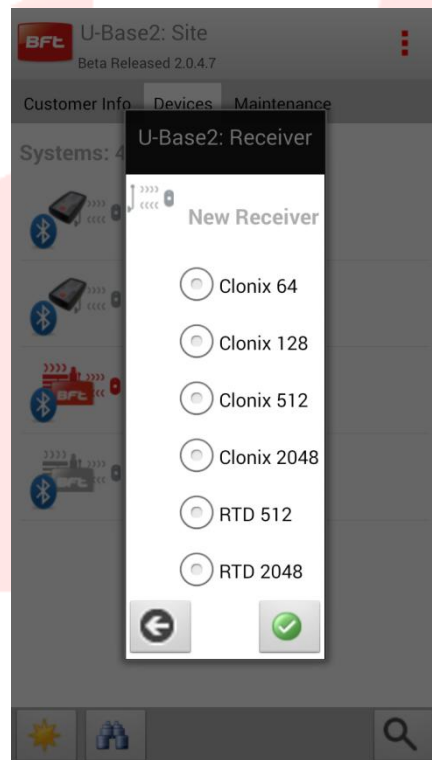 BFt U-Base2: Site
Beta Released 2.0.4.7
Customer Info Devices Maintenance
Systems: 4
U-Base2: Receiver
New Receiver
Clonix 64
Clonix 128
Clonix 512
Clonix 2048
RTD 512
RTD 2048
BFt
BFt